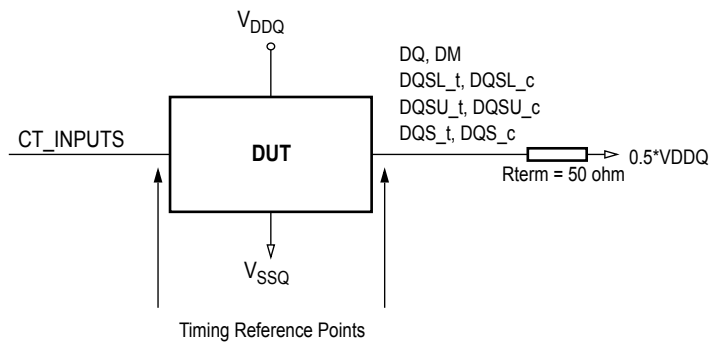 VDDQ
DQ, DM
DQSL_t, DQSL_c
DQSU_t, DQSU_c
DQS_t, DQS_c
CT_INPUTS
DUT
0.5*VDDQ
Rterm = 50 ohm
VSSQ
Timing Reference Points